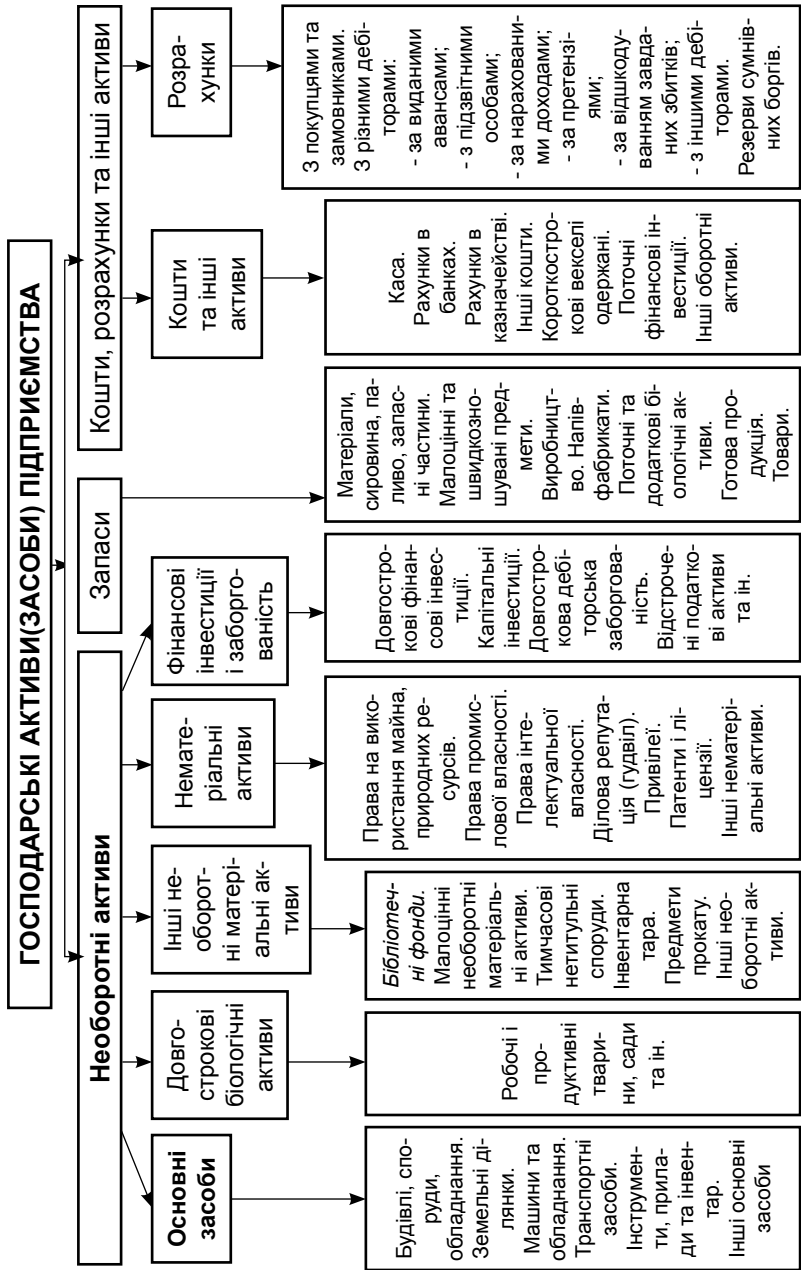 ГОСПОДАРСЬКІ АКТИВИ(ЗАСОБИ) ПІДПРИЄМСТВА
Необоротні активи
Запаси
Кошти, розрахунки та інші активи
Основні
засоби
Довго-
строкові
біологічні
активи
Інші не-
оборот-
ні матері-
альні ак-
тиви
Немате-
ріальні
активи
Фінансові
інвестиції
і заборго-
ваність
Кошти
та інші
активи
Розра-
хунки
Будівлі, спо-
руди,
обладнання.
Земельні ді-
лянки.
Машини та
обладнання.
Транспортні
засоби.
Інструмен-
ти, припа-
ди та інвен-
тар.
Інші основні
засоби
Робочі і
про-
дуктивні
твари-
ни, сади
та ін.
Бібліотеч-
ні фонди.
Малоцінні
необоротні
матеріаль-
ні активи.
Тимчасові
нетитульні
споруди.
Інвентарна
тара.
Предмети
прокату.
Інші нео-
боротні ак-
тиви.
Права на вико-
ристання майна,
природних ре-
сурсів.
Права промис-
лової власності.
Права інте-
лектуальної
власності.
Ділова репута-
ція (гудвіл).
Привілеї.
Патенти і лі-
цензії.
Інші нематері-
альні активи.
Довгостро-
кові фінан-
сові інвес-
тиції.
Капітальні
інвестиції.
Довгостро-
кова дебі-
торська
заборгова-
ність.
Відстроче-
ні податко-
ві активи
та ін.
Матеріали,
сировина, па-
ливо, запас-
ні частини.
Малоцінні та
швидкозно-
шувані пред-
мети.
Виробницт-
во. Напів-
фабрикати.
Поточні та
додаткові бі-
ологічні ак-
тиви.
Готова про-
дукція.
Товари.
Каса.
Рахунки в
банках.
Рахунки в
казначействі.
Інші кошти.
Короткостро-
кові векселі
одержані.
Поточні
фінансові ін-
вестиції.
Інші оборотні
активи.
З покупцями та
замовниками.
З різними дебі-
торами:
- за виданими
авансами;
- з підзвітними
особами;
- за нараховани-
ми доходами;
- за претензі-
ями;
- за відшкоду-
ванням завда-
них збитків;
- з іншими дебі-
торами.
Резерви сумнів-
них боргів.